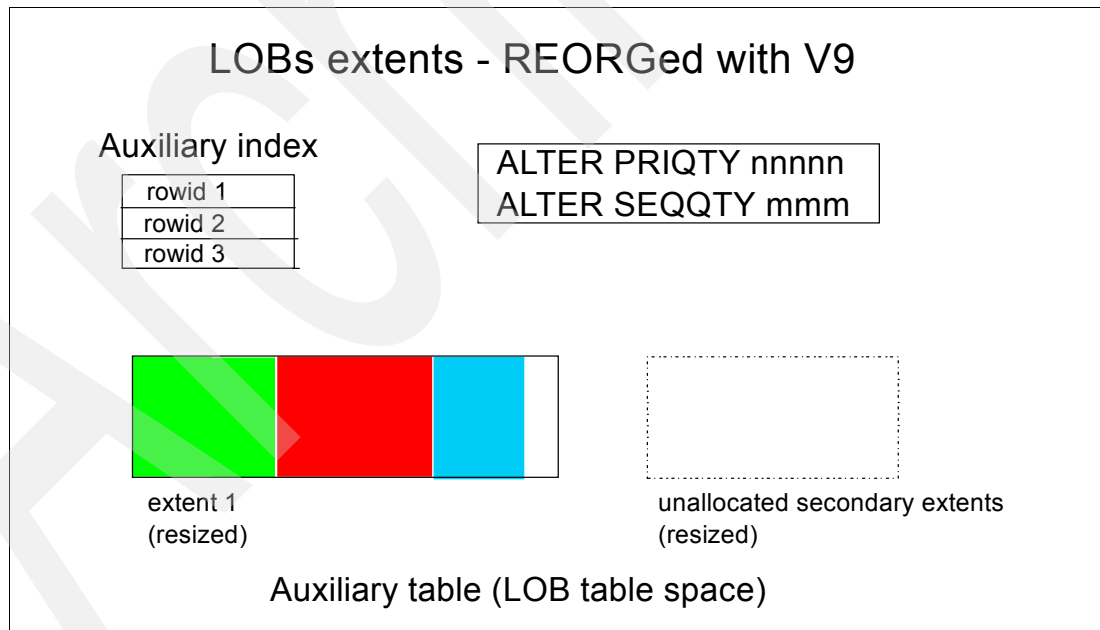 LOBs extents - REORGed with V9
Auxiliary index
rowid 1
rowid 2
rowid 3
ALTER PRIQTY nnnnn
ALTER SEQQTY mmm
extent 1
(resized)
unallocated secondary extents
(resized)
Auxiliary table (LOB table space)